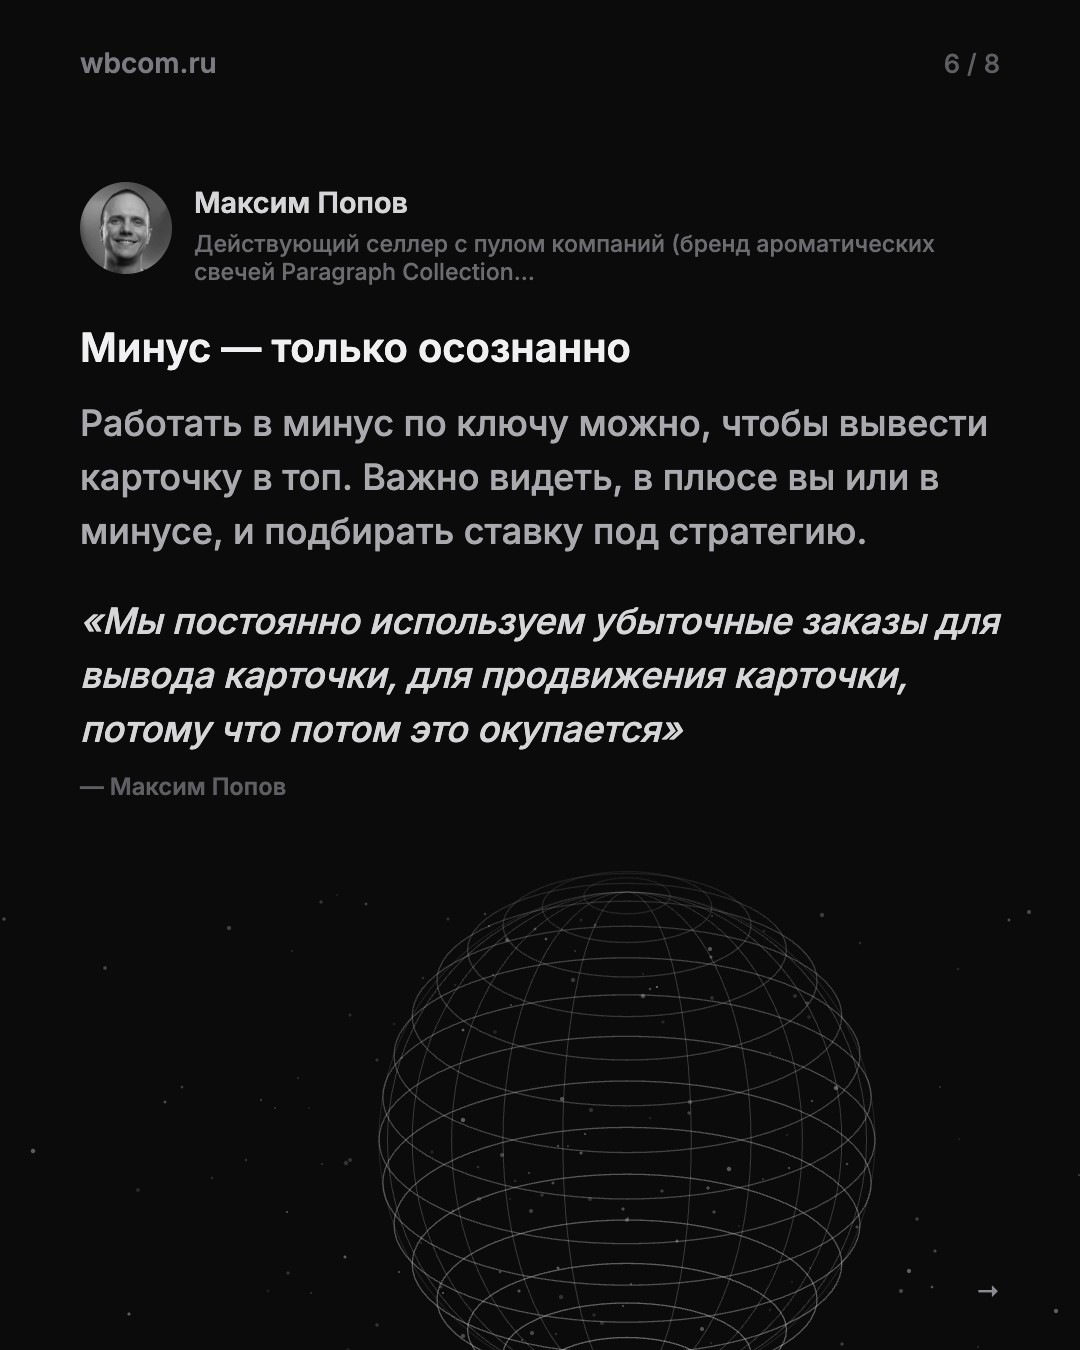 wbcom.ru
6 / 8
Максим Попов
Действующий селлер с пулом компаний (бренд ароматических
свечей Paragraph Collection...
Минус — только осознанно
Работать в минус по ключу можно, чтобы вывести
карточку в топ. Важно видеть, в плюсе вы или в
минусе, и подбирать ставку под стратегию.
«Мы постоянно используем убыточные заказы для
вывода карточки, для продвижения карточки,
потому что потом это окупается»
— Максим Попов
→